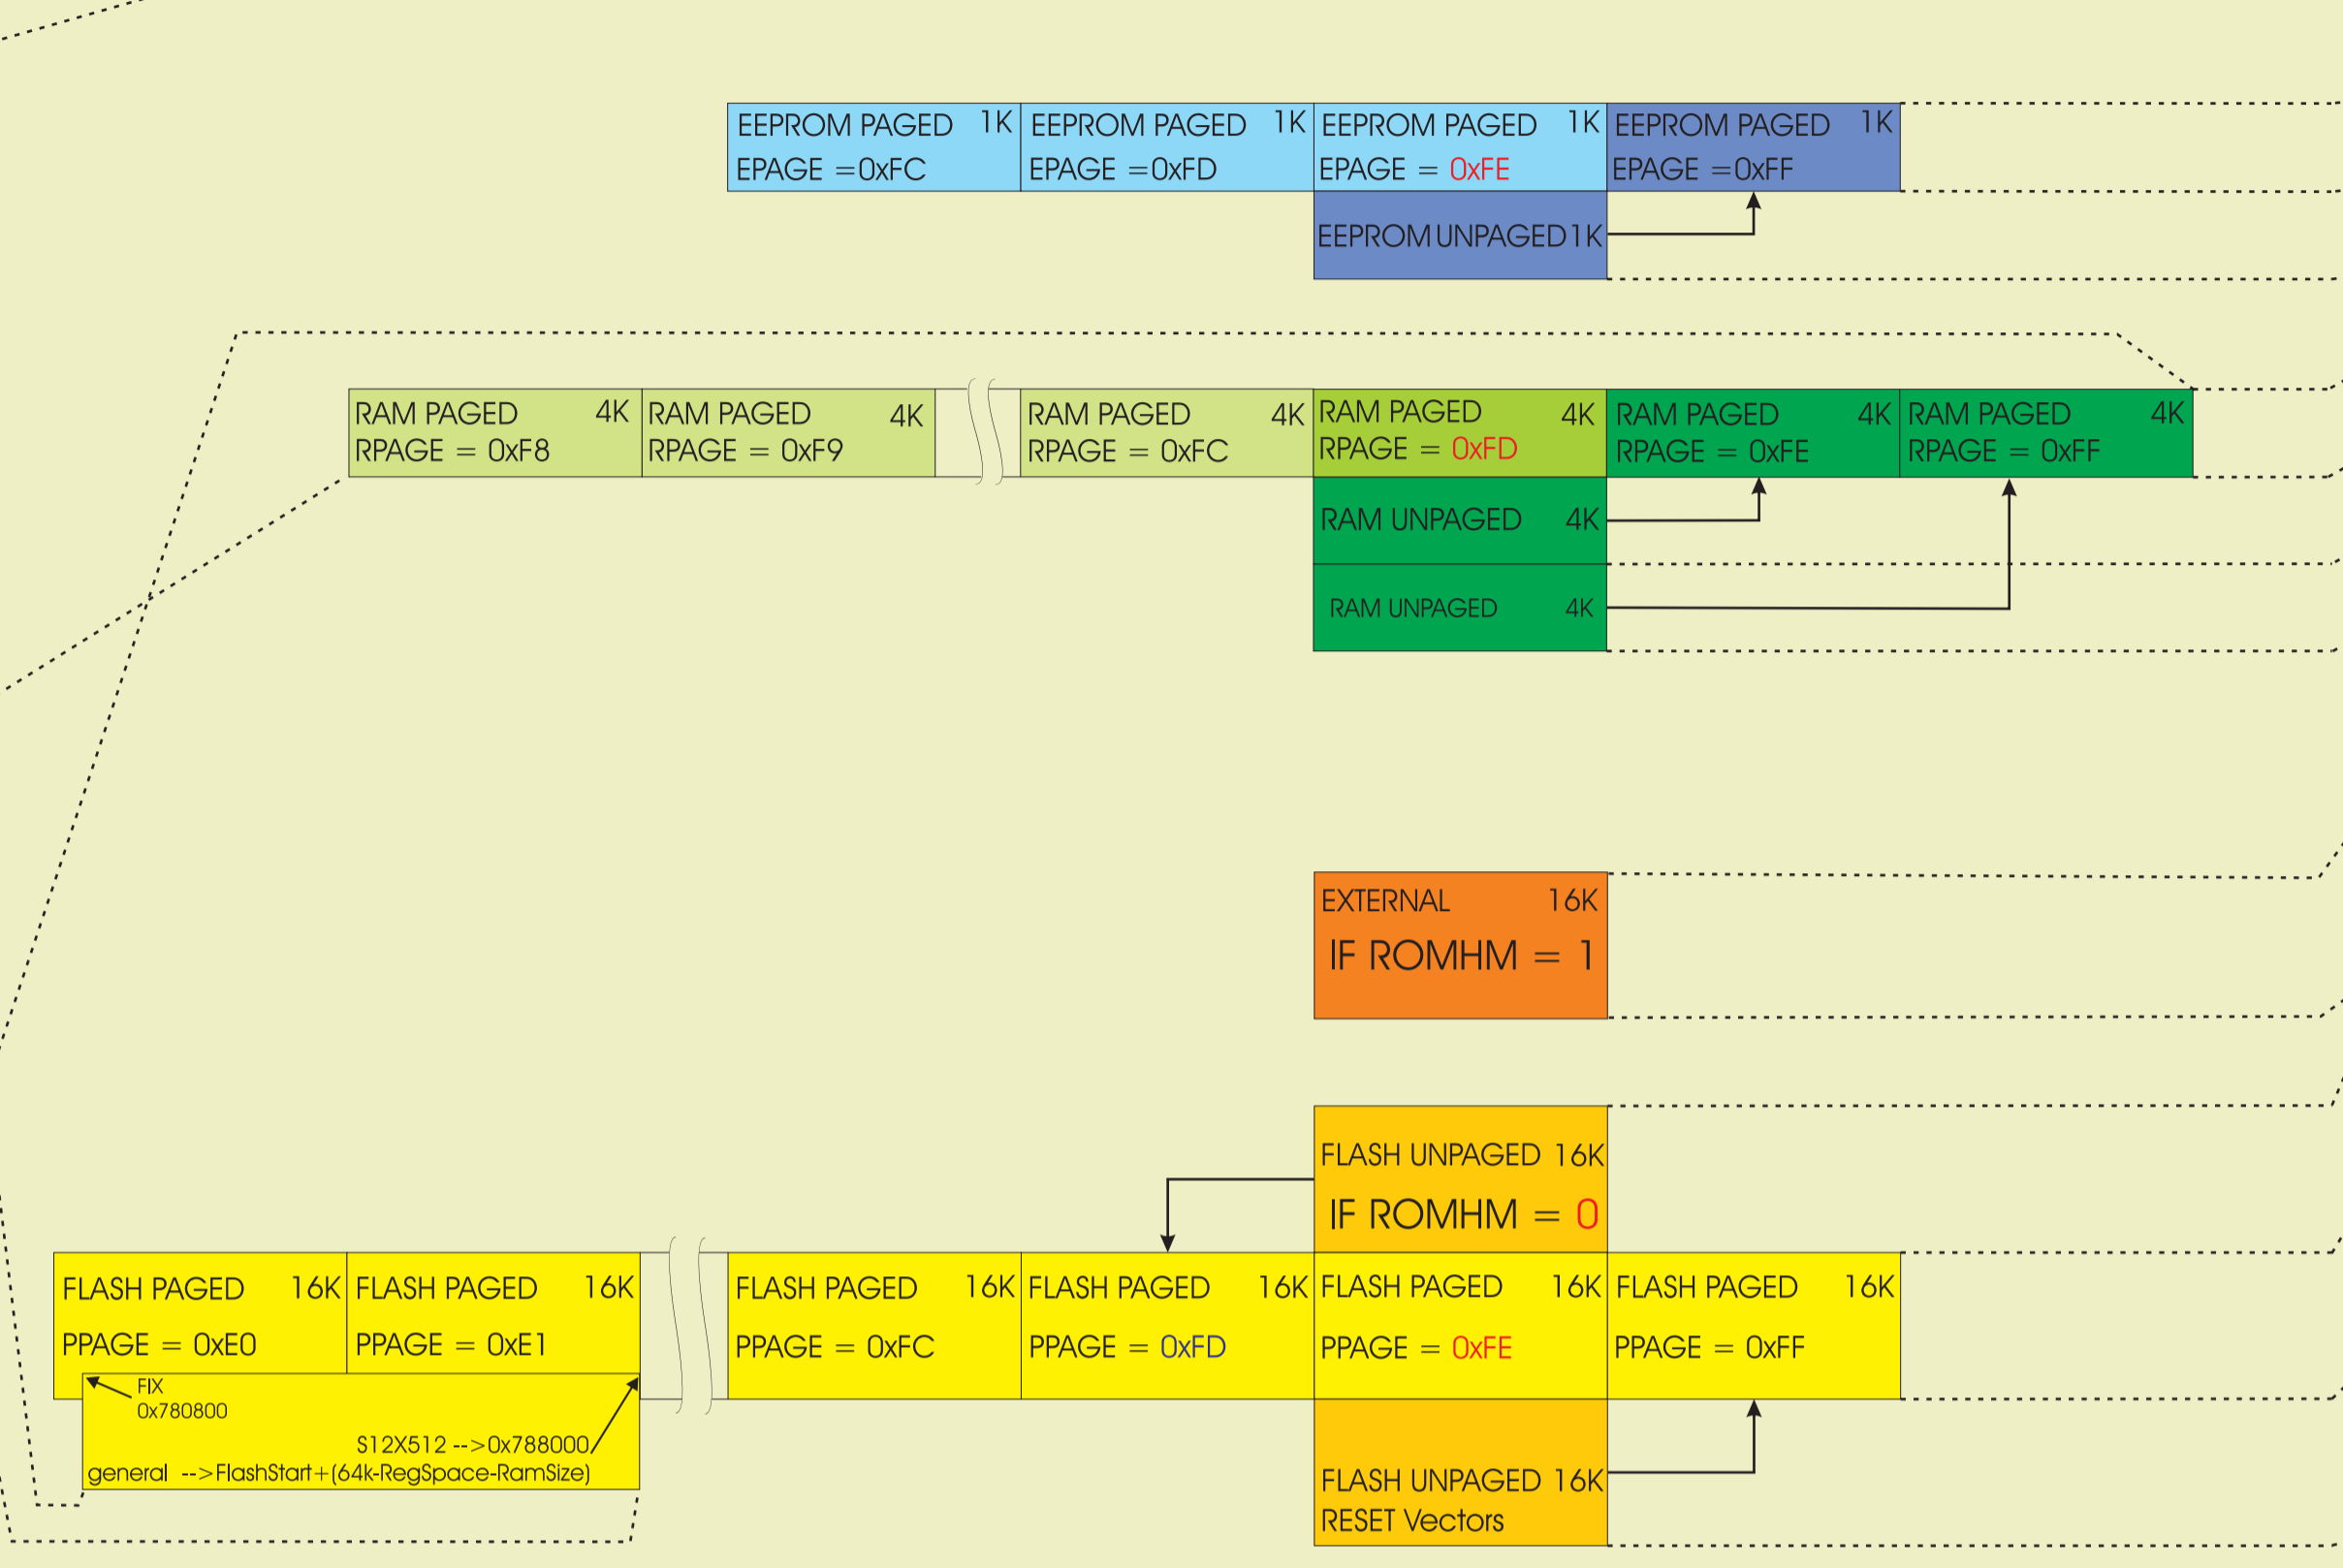 EEPROM PAGED 1K
EPAGE =0xFC
EEPROM PAGED 1K
EPAGE =0xFD
EEPROM PAGED 1K
EPAGE = 0xFE
EEPROM PAGED 1K
EPAGE =0xFF
EEPROM UNPAGED 1K
RAM PAGED 4K
RPAGE = 0xF8
RAM PAGED 4K
RPAGE = 0xF9
RAM PAGED 4K
RPAGE = 0xFC
RAM PAGED 4K
RPAGE = 0xFD
RAM PAGED 4K
RPAGE = 0xFE
RAM PAGED 4K
RPAGE = 0xFF
RAM UNPAGED 4K
RAM UNPAGED 4K
EXTERNAL 16K
IF ROMHM = 1
FLASH UNPAGED 16K
IF ROMHM = 0
FLASH PAGED 16K
PPAGE = 0xE0
FLASH PAGED 16K
PPAGE = 0xE1
FLASH PAGED 16K
PPAGE = 0xFC
FLASH PAGED 16K
PPAGE = 0xFD
FLASH PAGED 16K
PPAGE = 0xFE
FLASH PAGED 16K
PPAGE = 0xFF
FIX
0x780800
S12X512 -->0x788000
general -->FlashStart+(64k-RegSpace-RamSize)
FLASH UNPAGED 16K
RESET Vectors